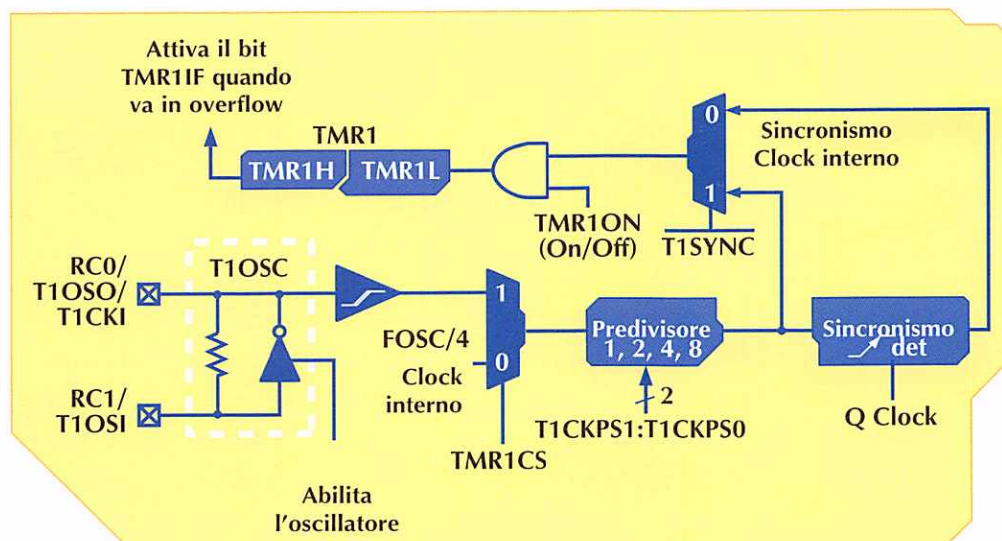 Attiva il bit
TMR1IF quando
va in overflow
TMR1
TMR1H
TMR1L
TMR1ON
(On/Off)
0
1
T1SYNC
Sincronismo
Clock interno
RC0/
T1OSO/
T1CKI
T1OSC
RC1/
T1OSI
Abilita
l'oscillatore
1
0
FOSC/4
Clock
interno
TMR1CS
Predivisore
1, 2, 4, 8
2
T1CKPS1:T1CKPS0
Sincronismo
det
Q Clock